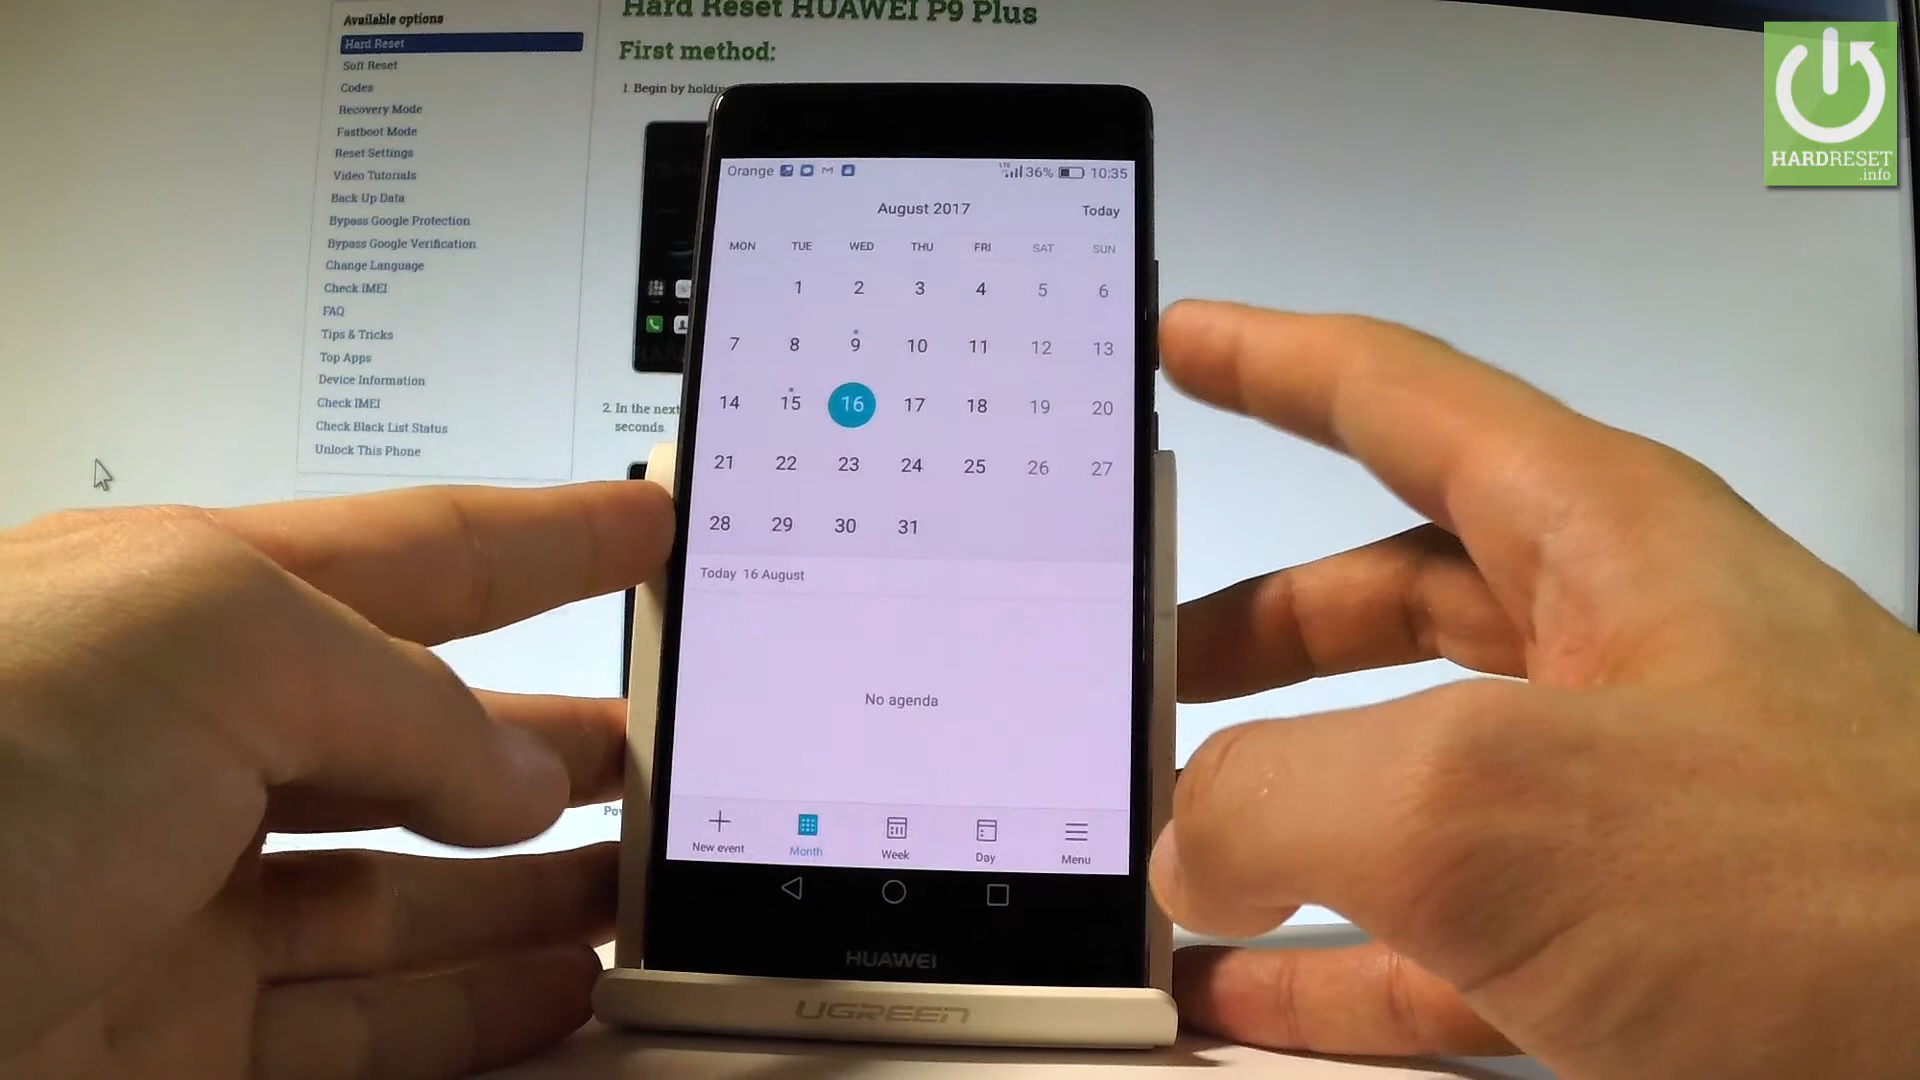 Available options
Hard Reset
Soft Reset
Codes
Recovery Mode
Fastboot Mode
Reset Settings
Video Tutorials
Back Up Data
Bypass Google Protection
Bypass Google Verification
Change Language
Check IMEI
FAQ
Tips & Tricks
Top Apps
Device Information
Check IMEI
Check Black List Status
Unlock This Phone
Hard Reset HUAWEI P9 Plus
First method:
1. Begin by
2. In the next
seconds.
Orange 36% 10:35
August 2017 Today
MON TUE WED THU FRI SAT SUN
1 2 3 4 5 6
7 8 9 10 11 12 13
14 15 16 17 18 19 20
21 22 23 24 25 26 27
28 29 30 31
Today 16 August
No agenda
New event Month Week Day Menu
HUAWEI
UGREEN
HARDRESET
.info